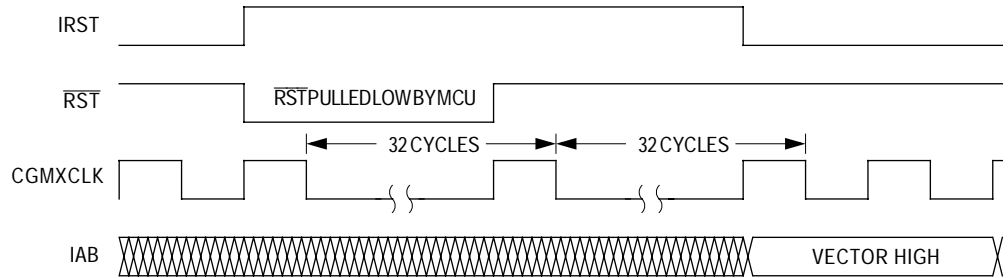 IRST
RST
RSTPULLEDLOWBYMCU
32CYCLES 32CYCLES
CGMXCLK
IAB
VECTOR HIGH